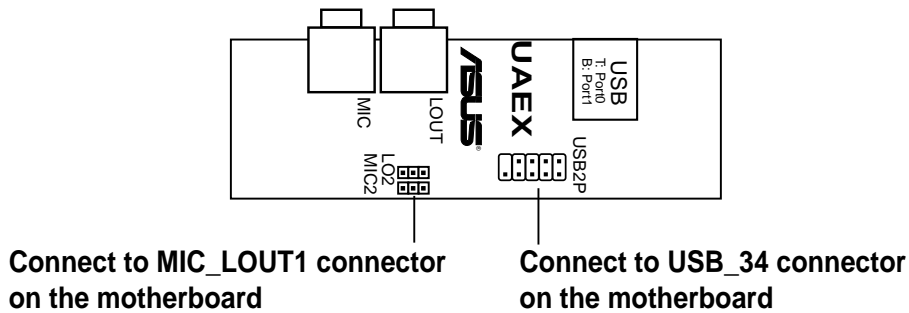 MIC
LOUT
ASUS®
UAEX
USB
T: Port0
B: Port1
LO2
MIC2
USB2P
Connect to MIC_LOUT1 connector
on the motherboard
Connect to USB_34 connector
on the motherboard